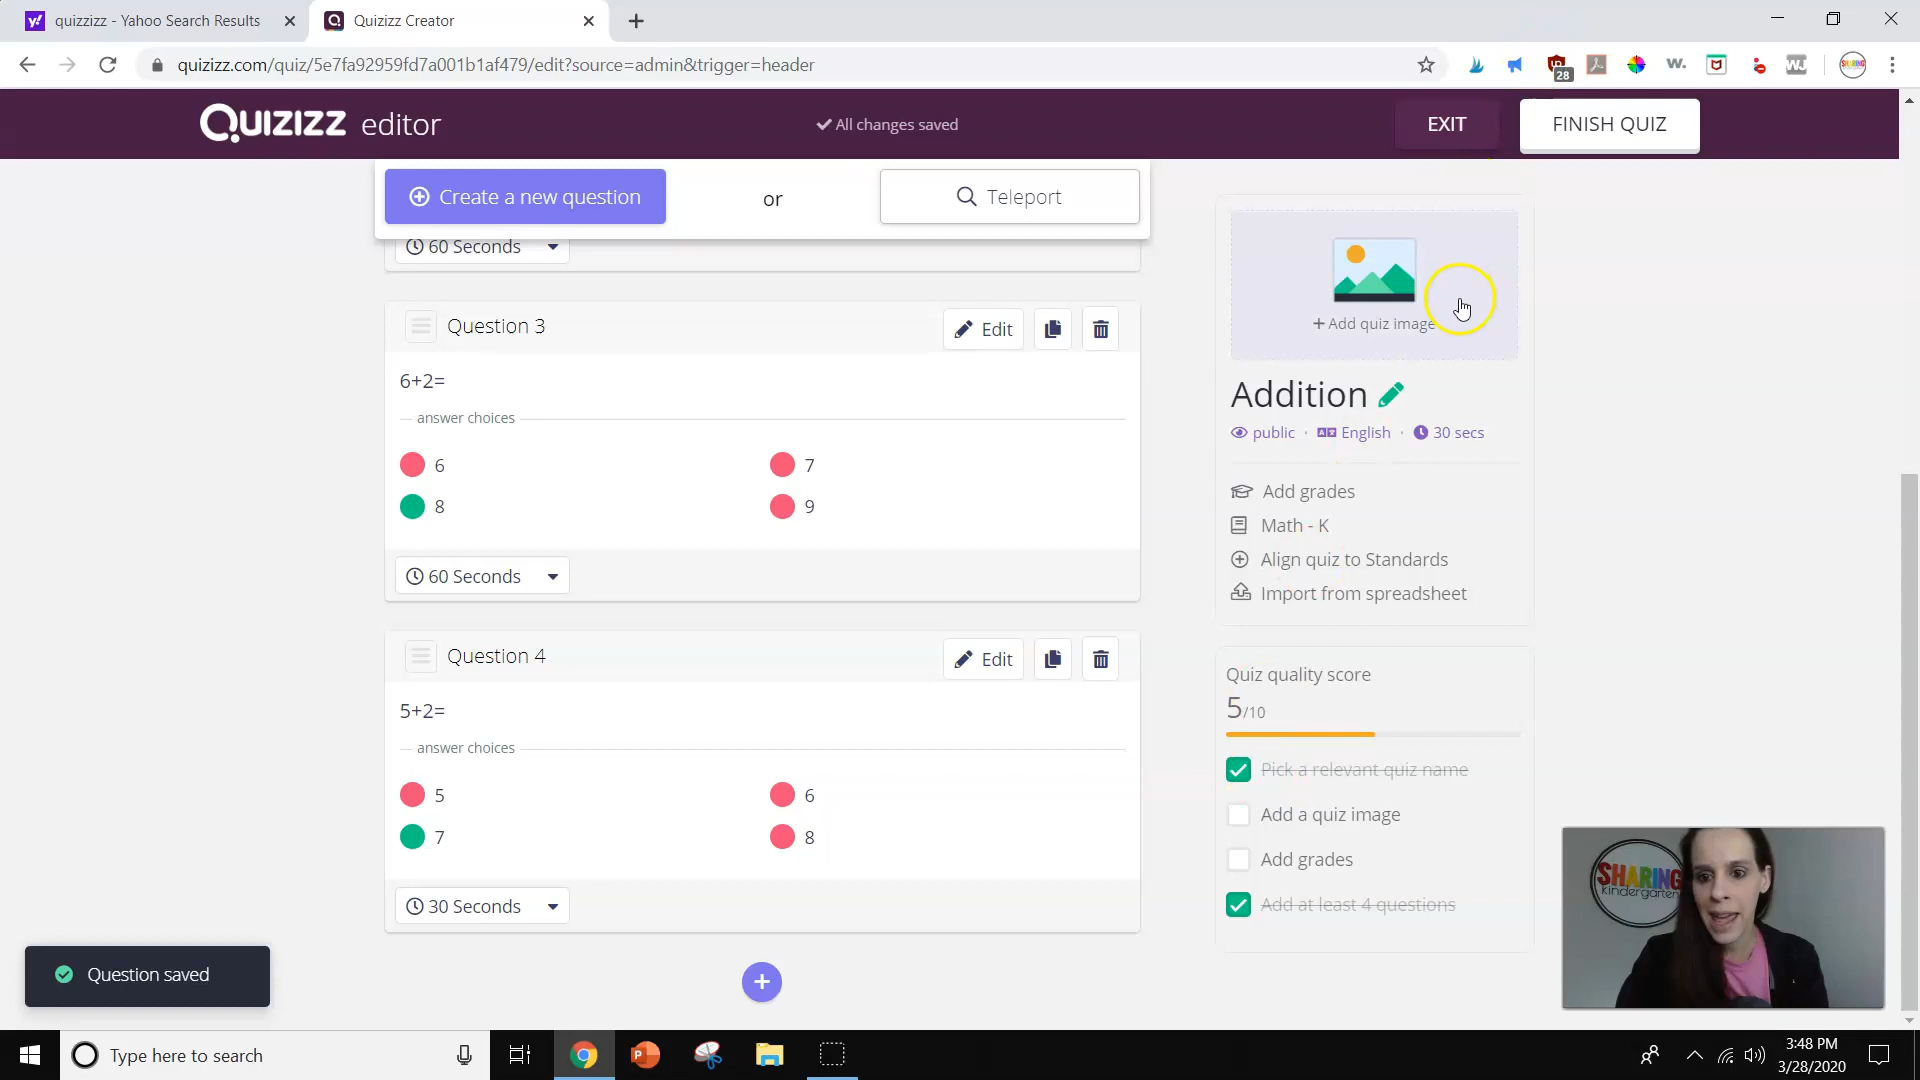 quizzizz - Yahoo Search Results
Quizizz Creator
quizizz.com/quiz/5e7fa92959fd7a001b1af479/edit?source=admin&trigger=header
28
w.
WJ
Quizizz editor
All changes saved
EXIT
FINISH QUIZ
Create a new question
or
Teleport
60 Seconds
Question 3
Edit
6+2=
answer choices
6
7
8
9
60 Seconds
Question 4
Edit
5+2=
answer choices
5
6
7
8
30 Seconds
+ Add quiz image
Addition
public · English · 30 secs
Add grades
Math - K
Align quiz to Standards
Import from spreadsheet
Quiz quality score
5/10
Pick a relevant quiz name
Add a quiz image
Add grades
Add at least 4 questions
SHARING
kindergarten
Question saved
Type here to search
3:48 PM
3/28/2020